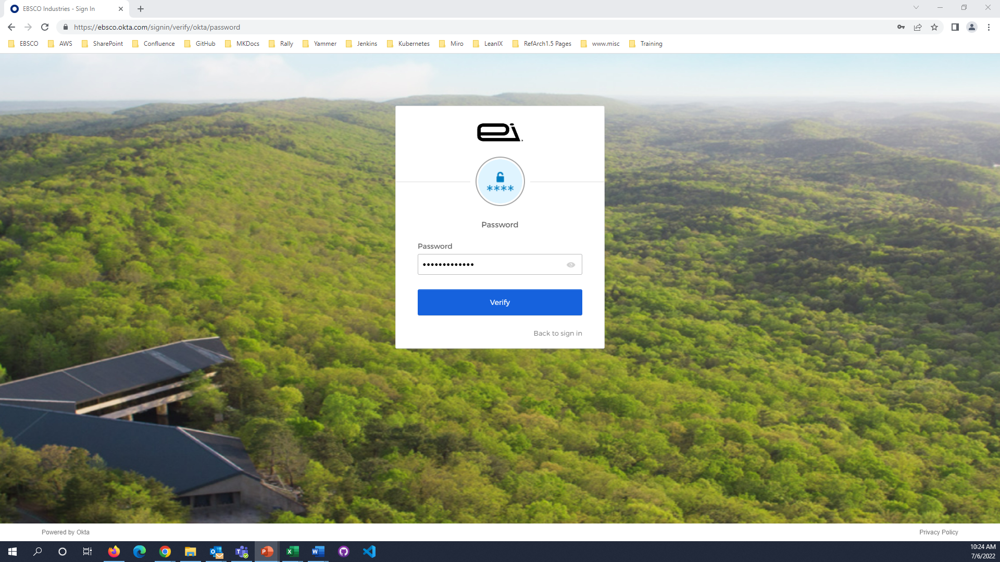 EBSCO Industries - Sign In
https://ebsco.okta.com/signin/verify/okta/password
EBSCO AWS SharePoint Confluence GitHub MKDocs Rally Yammer Jenkins Kubernetes Miro LeanIX RefArch1.5 Pages www.misc Training
ei
****
Password
Password
•••••••••••••
Verify
Back to sign in
Powered by Okta
Privacy Policy
10:24 AM
7/6/2022